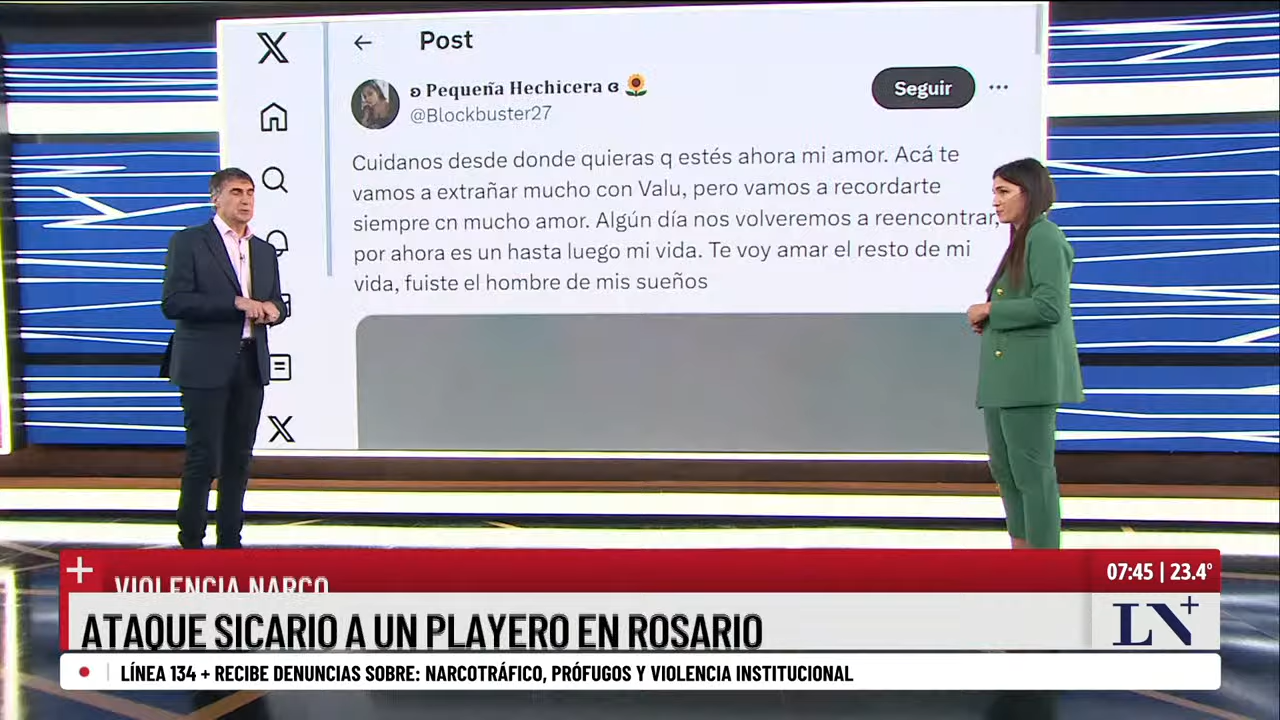 Post
ʚ Pequeña Hechicera ɞ 🌻
@Blockbuster27
Seguir
Cuidanos desde donde quieras q estés ahora mi amor. Acá te
vamos a extrañar mucho con Valu, pero vamos a recordarte
siempre cn mucho amor. Algún día nos volveremos a reencontrar,
por ahora es un hasta luego mi vida. Te voy amar el resto de mi
vida, fuiste el hombre de mis sueños
VIOLENCIA NARCO
07:45 | 23.4°
ATAQUE SICARIO A UN PLAYERO EN ROSARIO
LN+
LÍNEA 134 + RECIBE DENUNCIAS SOBRE: NARCOTRÁFICO, PRÓFUGOS Y VIOLENCIA INSTITUCIONAL